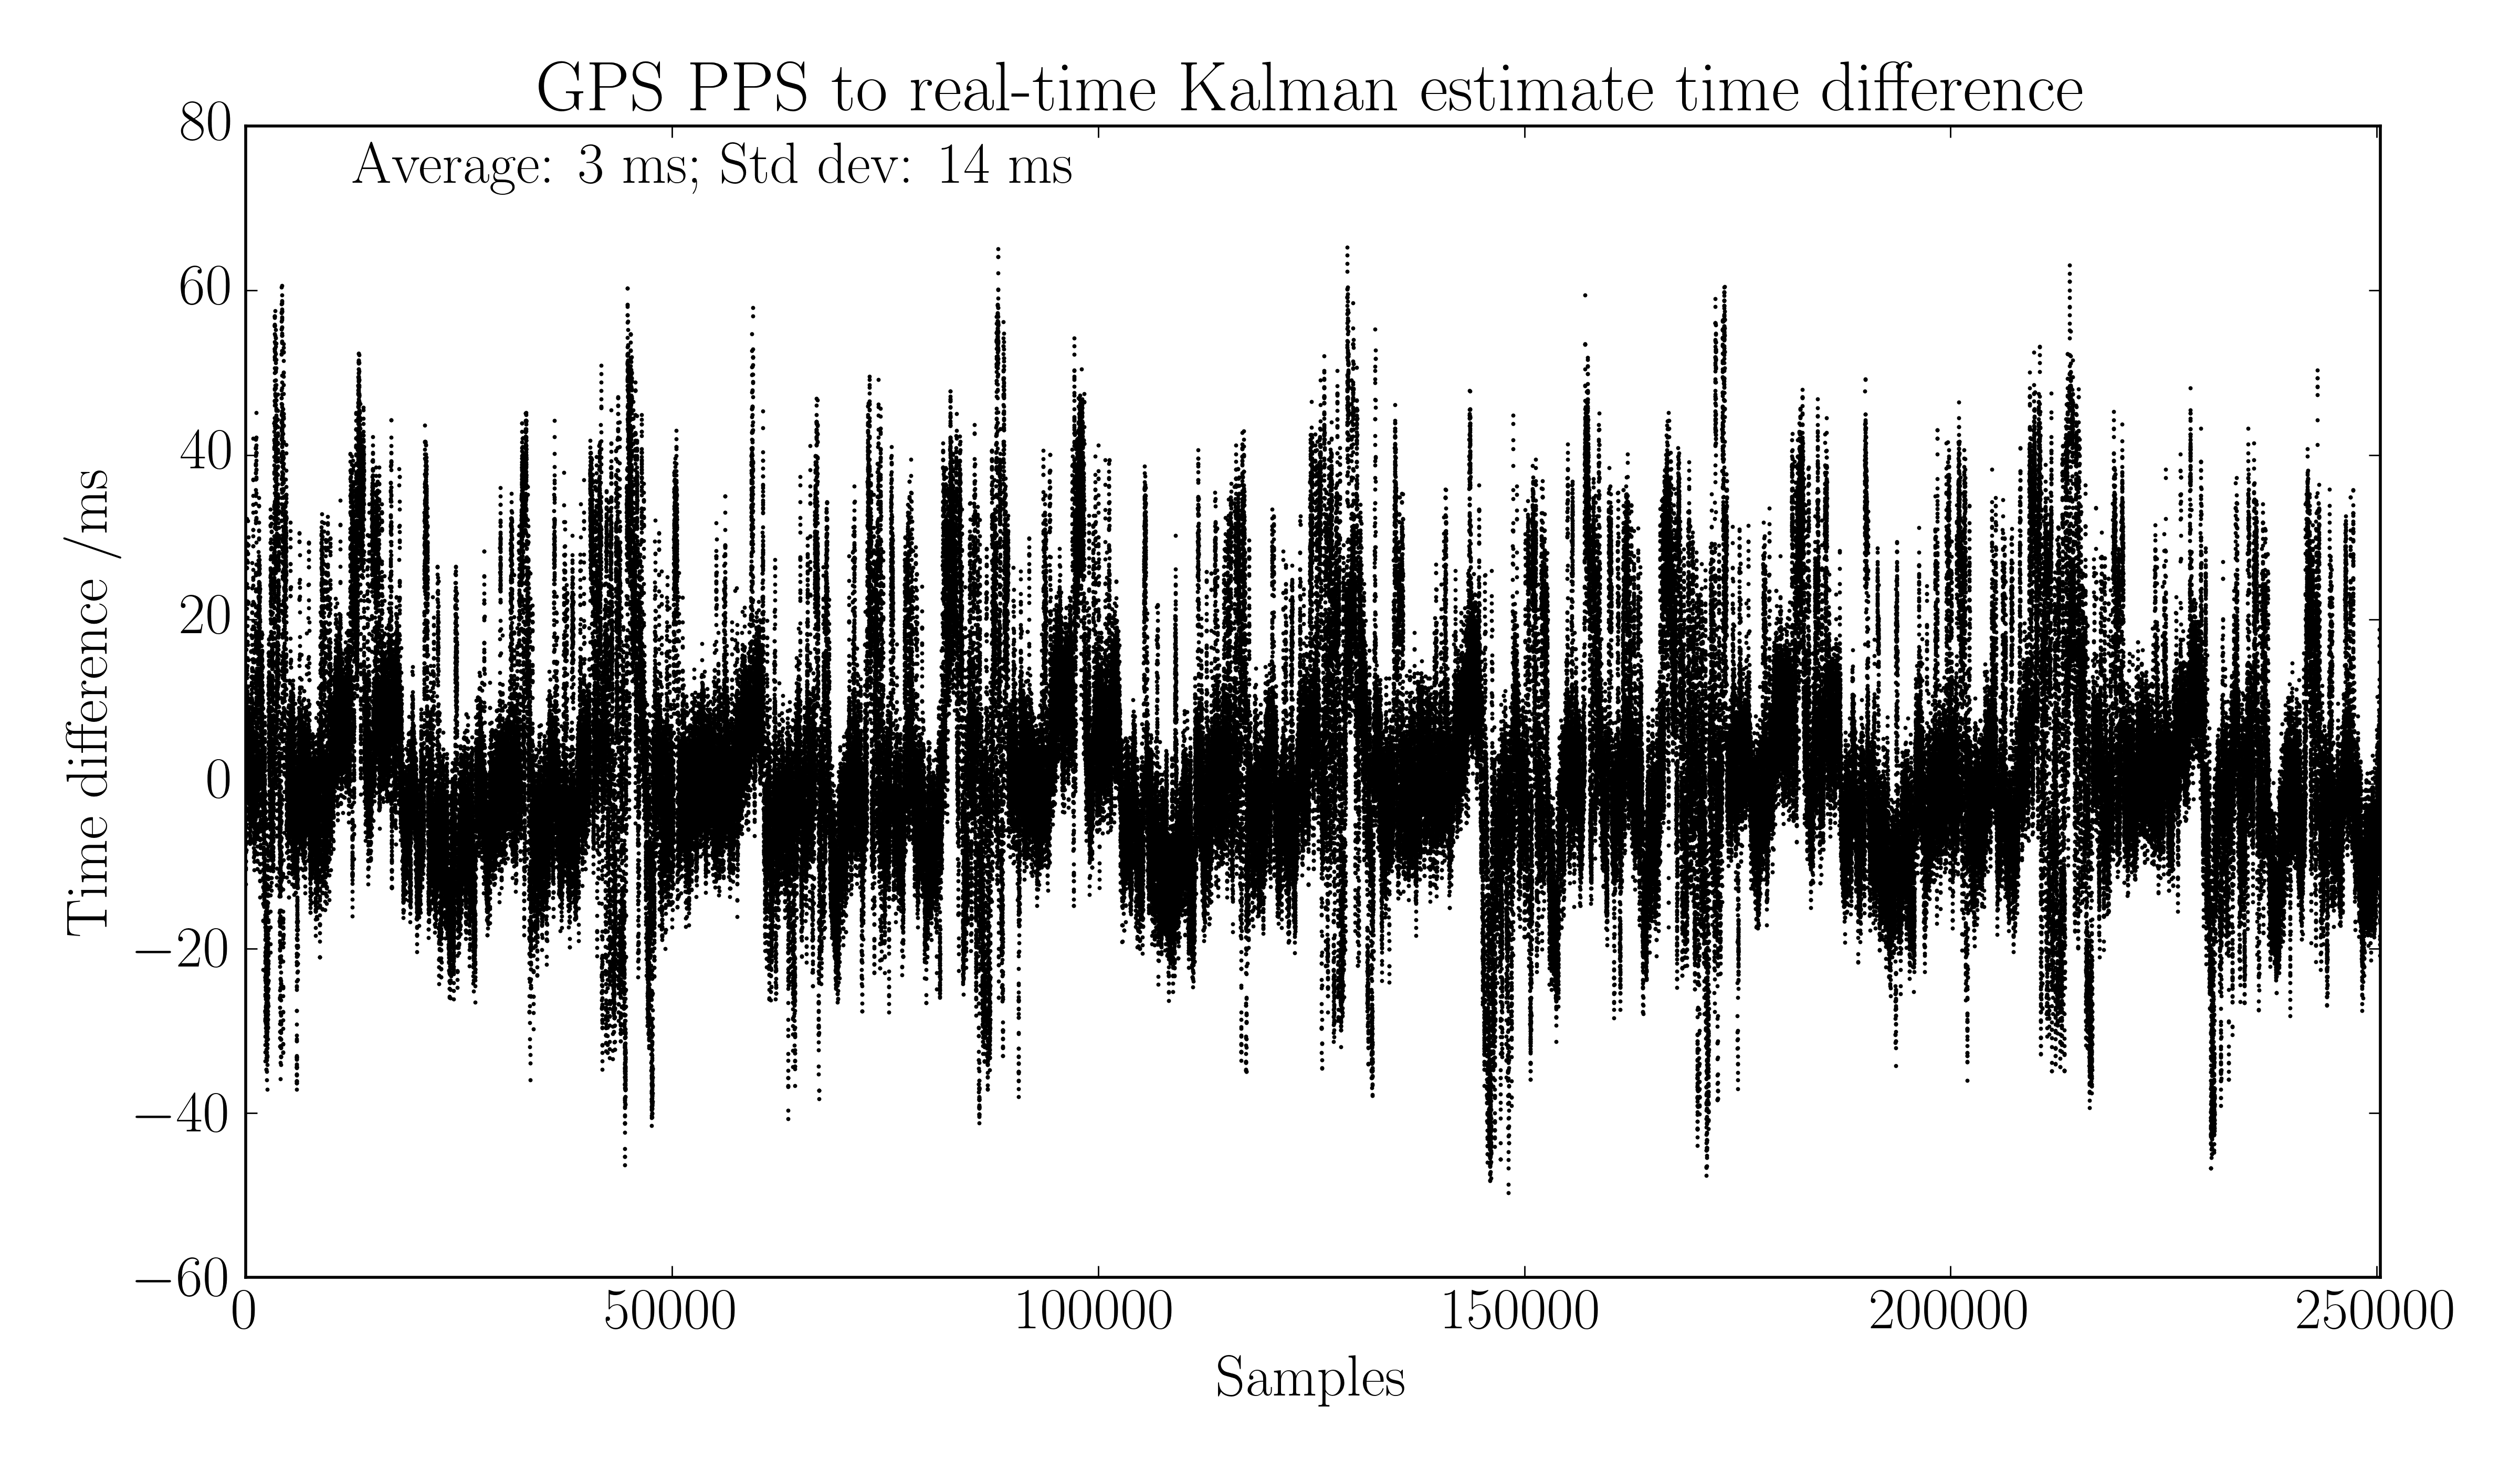 GPS PPS to real-time Kalman estimate time difference
Average: 3 ms; Std dev: 14 ms
Time difference /ms
80
60
40
20
0
−20
−40
−60
0 50000 100000 150000 200000 250000
Samples